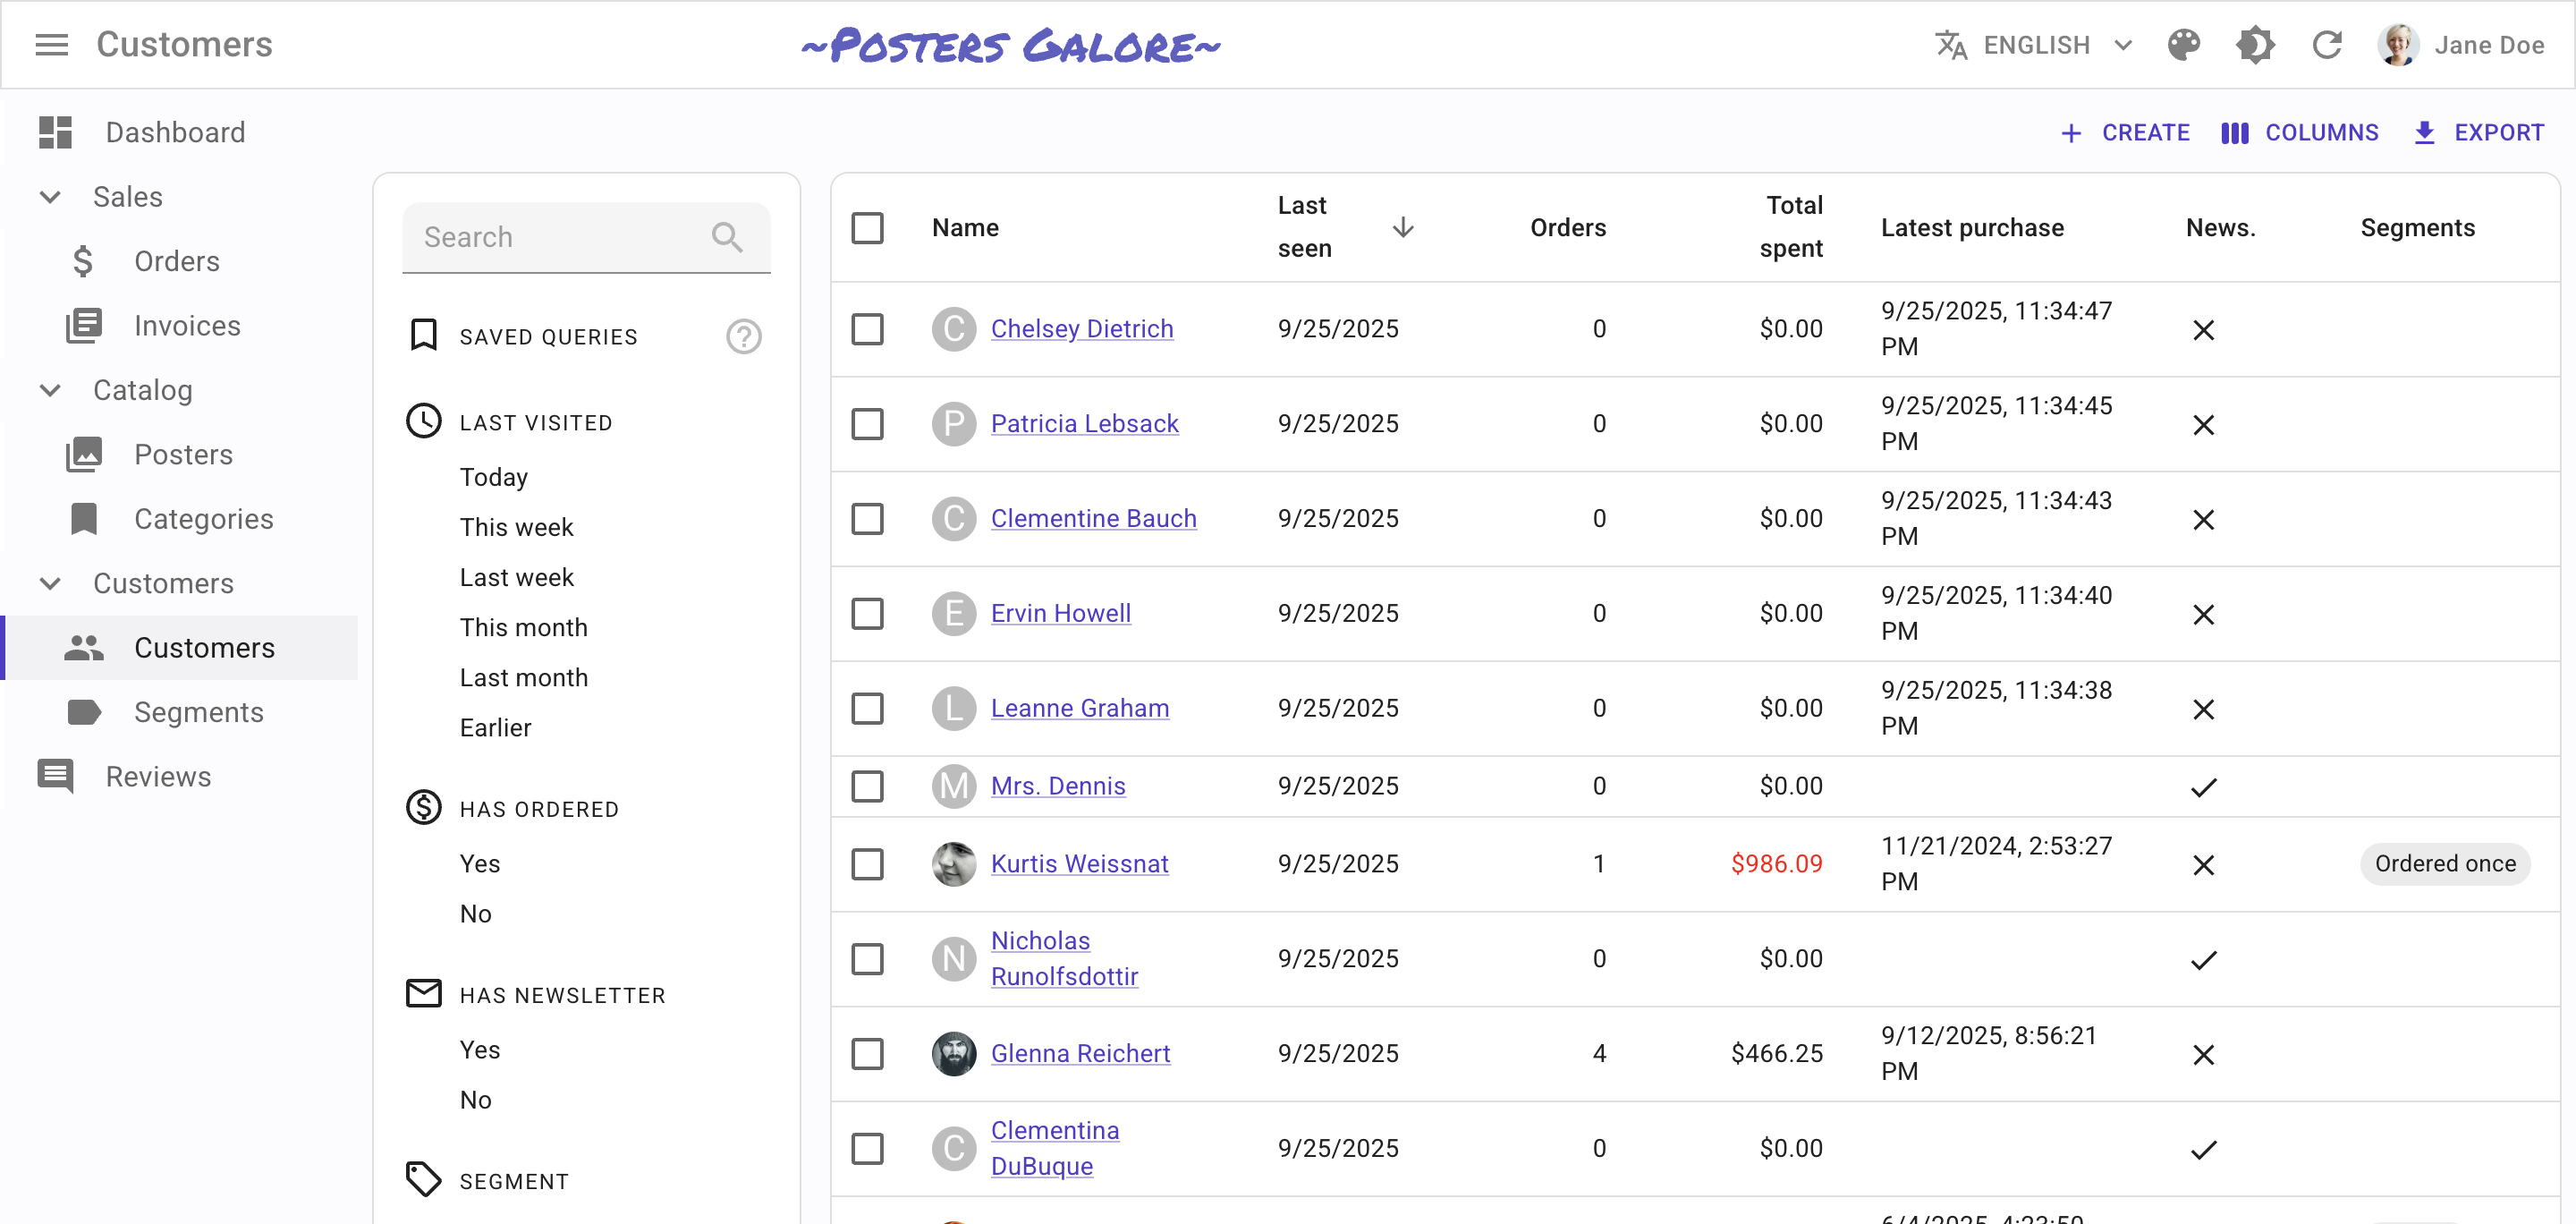 Customers
~Posters Galore~
ENGLISH
Jane Doe
Dashboard
Sales
Orders
Invoices
Catalog
Posters
Categories
Customers
Customers
Segments
Reviews
CREATE
COLUMNS
EXPORT
Search
SAVED QUERIES
?
LAST VISITED
Today
This week
Last week
This month
Last month
Earlier
HAS ORDERED
Yes
No
HAS NEWSLETTER
Yes
No
SEGMENT
Name
Last
seen
Orders
Total
spent
Latest purchase
News.
Segments
C
Chelsey Dietrich
9/25/2025
0
$0.00
9/25/2025, 11:34:47
PM
P
Patricia Lebsack
9/25/2025
0
$0.00
9/25/2025, 11:34:45
PM
C
Clementine Bauch
9/25/2025
0
$0.00
9/25/2025, 11:34:43
PM
E
Ervin Howell
9/25/2025
0
$0.00
9/25/2025, 11:34:40
PM
L
Leanne Graham
9/25/2025
0
$0.00
9/25/2025, 11:34:38
PM
M
Mrs. Dennis
9/25/2025
0
$0.00
Kurtis Weissnat
9/25/2025
1
$986.09
11/21/2024, 2:53:27
PM
Ordered once
N
Nicholas
Runolfsdottir
9/25/2025
0
$0.00
Glenna Reichert
9/25/2025
4
$466.25
9/12/2025, 8:56:21
PM
C
Clementina
DuBuque
9/25/2025
0
$0.00